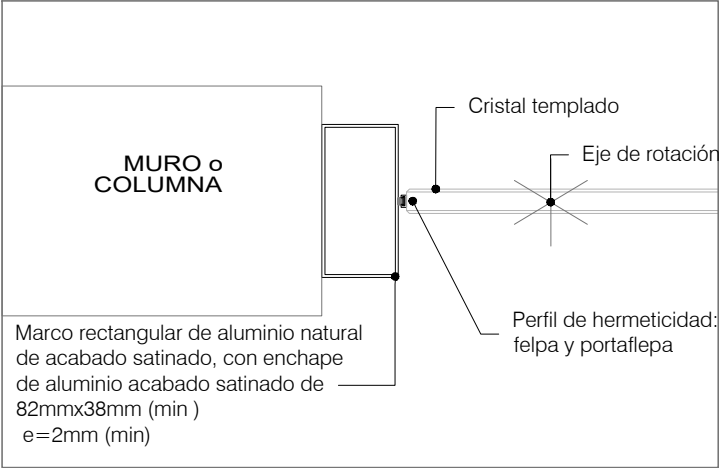 Cristal templado
Eje de rotación
MURO o
COLUMNA
Perfil de hermeticidad:
felpa y portaflepa
Marco rectangular de aluminio natural
de acabado satinado, con enchape
de aluminio acabado satinado de
82mmx38mm (min )
e=2mm (min)